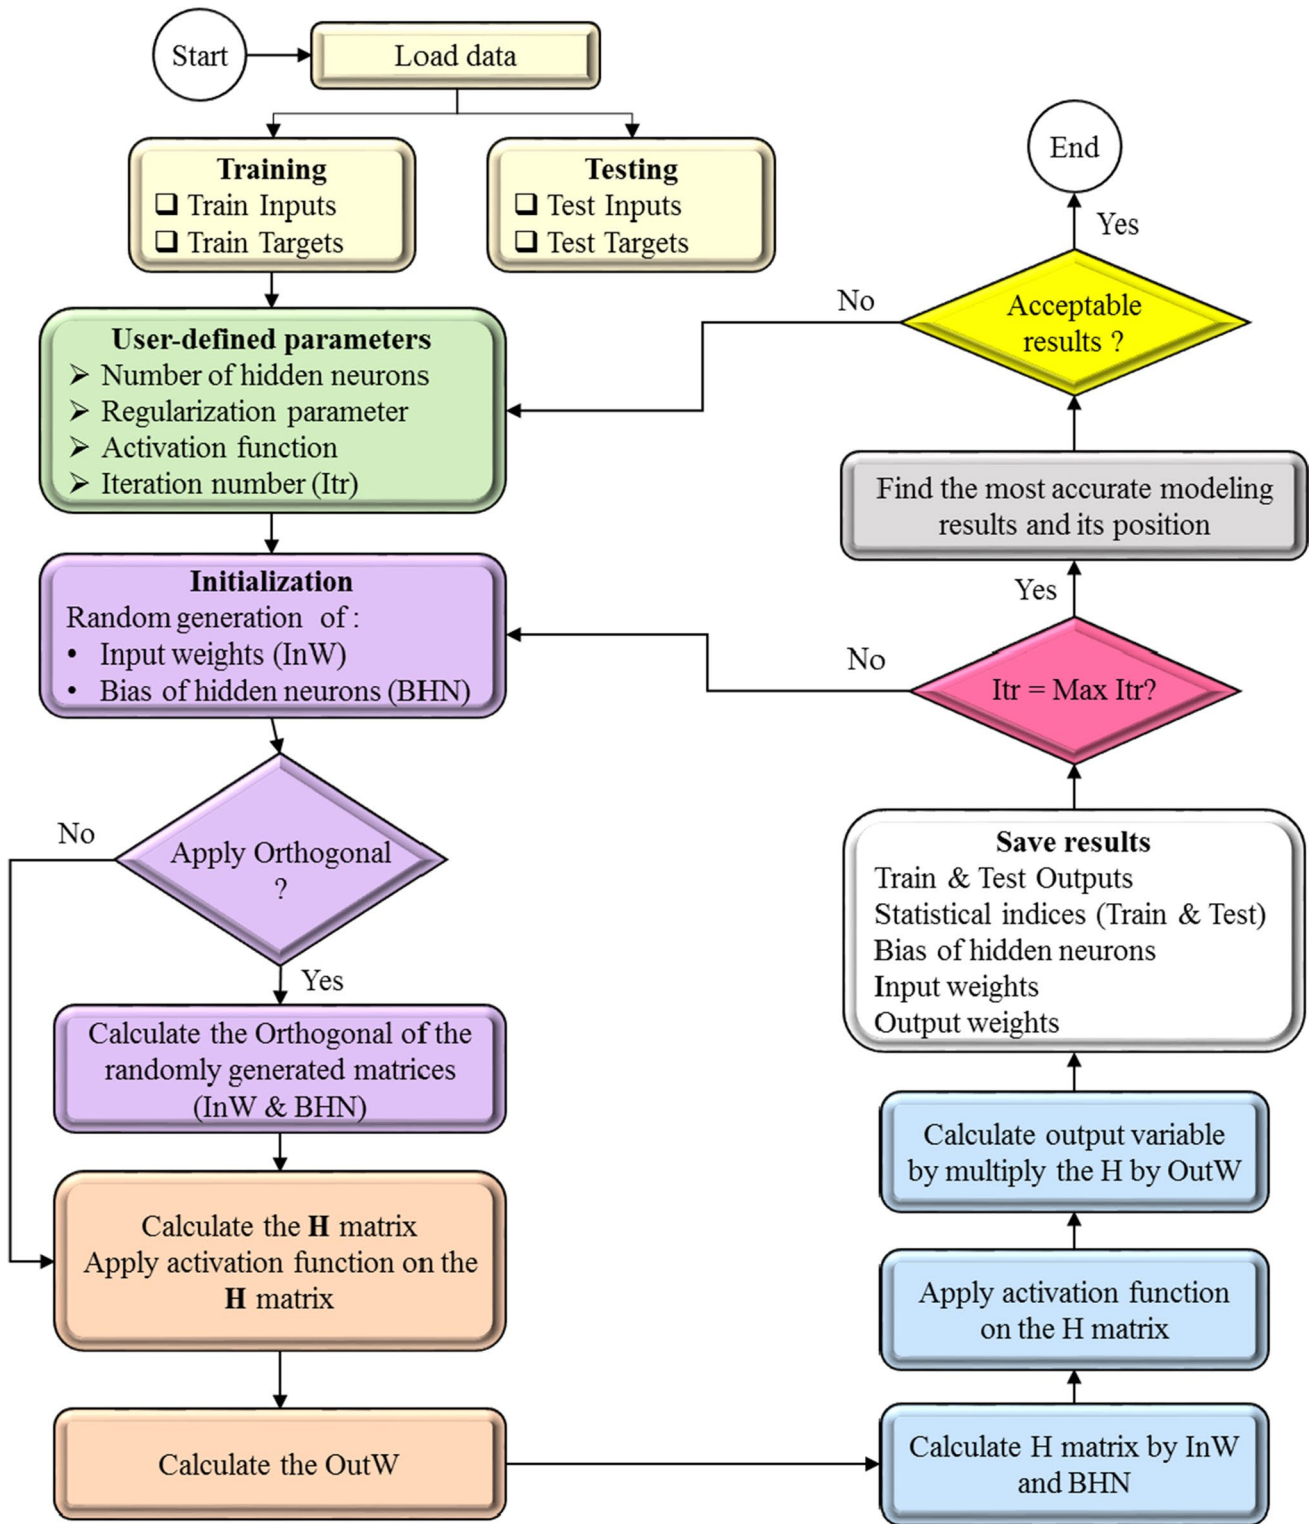 Start
Load data
Training
❑ Train Inputs
❑ Train Targets
Testing
❑ Test Inputs
❑ Test Targets
User-defined parameters
➢ Number of hidden neurons
➢ Regularization parameter
➢ Activation function
➢ Iteration number (Itr)
Initialization
Random generation of :
• Input weights (InW)
• Bias of hidden neurons (BHN)
Apply Orthogonal
?
No
Yes
Calculate the Orthogonal of the
randomly generated matrices
(InW & BHN)
Calculate the H matrix
Apply activation function on the
H matrix
Calculate the OutW
Calculate H matrix by InW
and BHN
Apply activation function
on the H matrix
Calculate output variable
by multiply the H by OutW
Save results
Train & Test Outputs
Statistical indices (Train & Test)
Bias of hidden neurons
Input weights
Output weights
Itr = Max Itr?
No
Yes
Find the most accurate modeling
results and its position
Acceptable
results ?
No
Yes
End